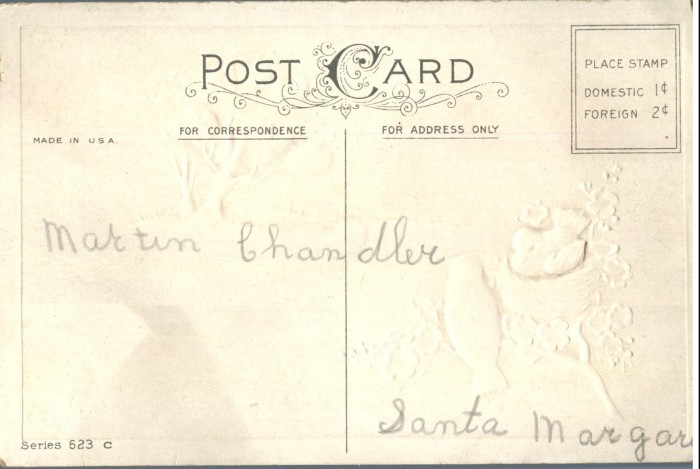 POST CARD
PLACE STAMP
DOMESTIC 1¢
FOREIGN 2¢
FOR CORRESPONDENCE
FOR ADDRESS ONLY
MADE IN U.S.A.
Martin Chandler
Santa Margar
Series 623 C